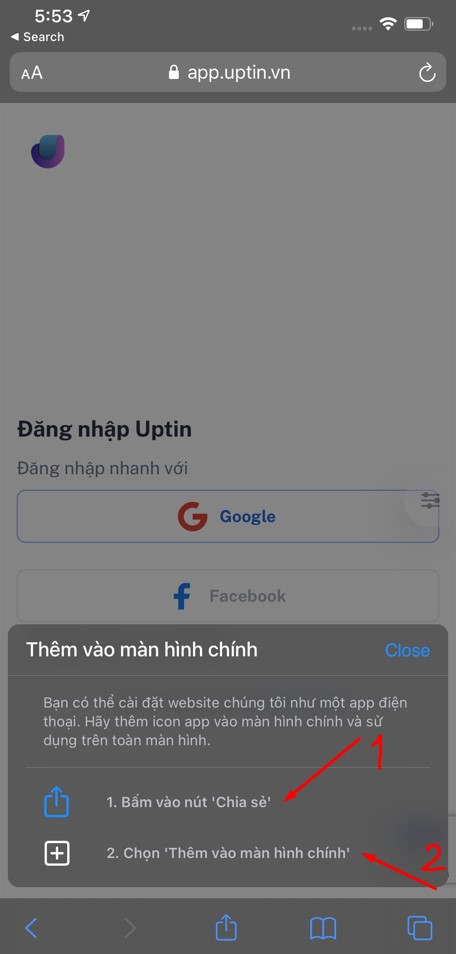 5:53
◀ Search
AA
app.uptin.vn
Đăng nhập Uptin
Đăng nhập nhanh với
Google
Facebook
Thêm vào màn hình chính
Close
Bạn có thể cài đặt website chúng tôi như một app điện
thoại. Hãy thêm icon app vào màn hình chính và sử
dụng trên toàn màn hình.
1
1. Bấm vào nút 'Chia sẻ'
2. Chọn 'Thêm vào màn hình chính'
2